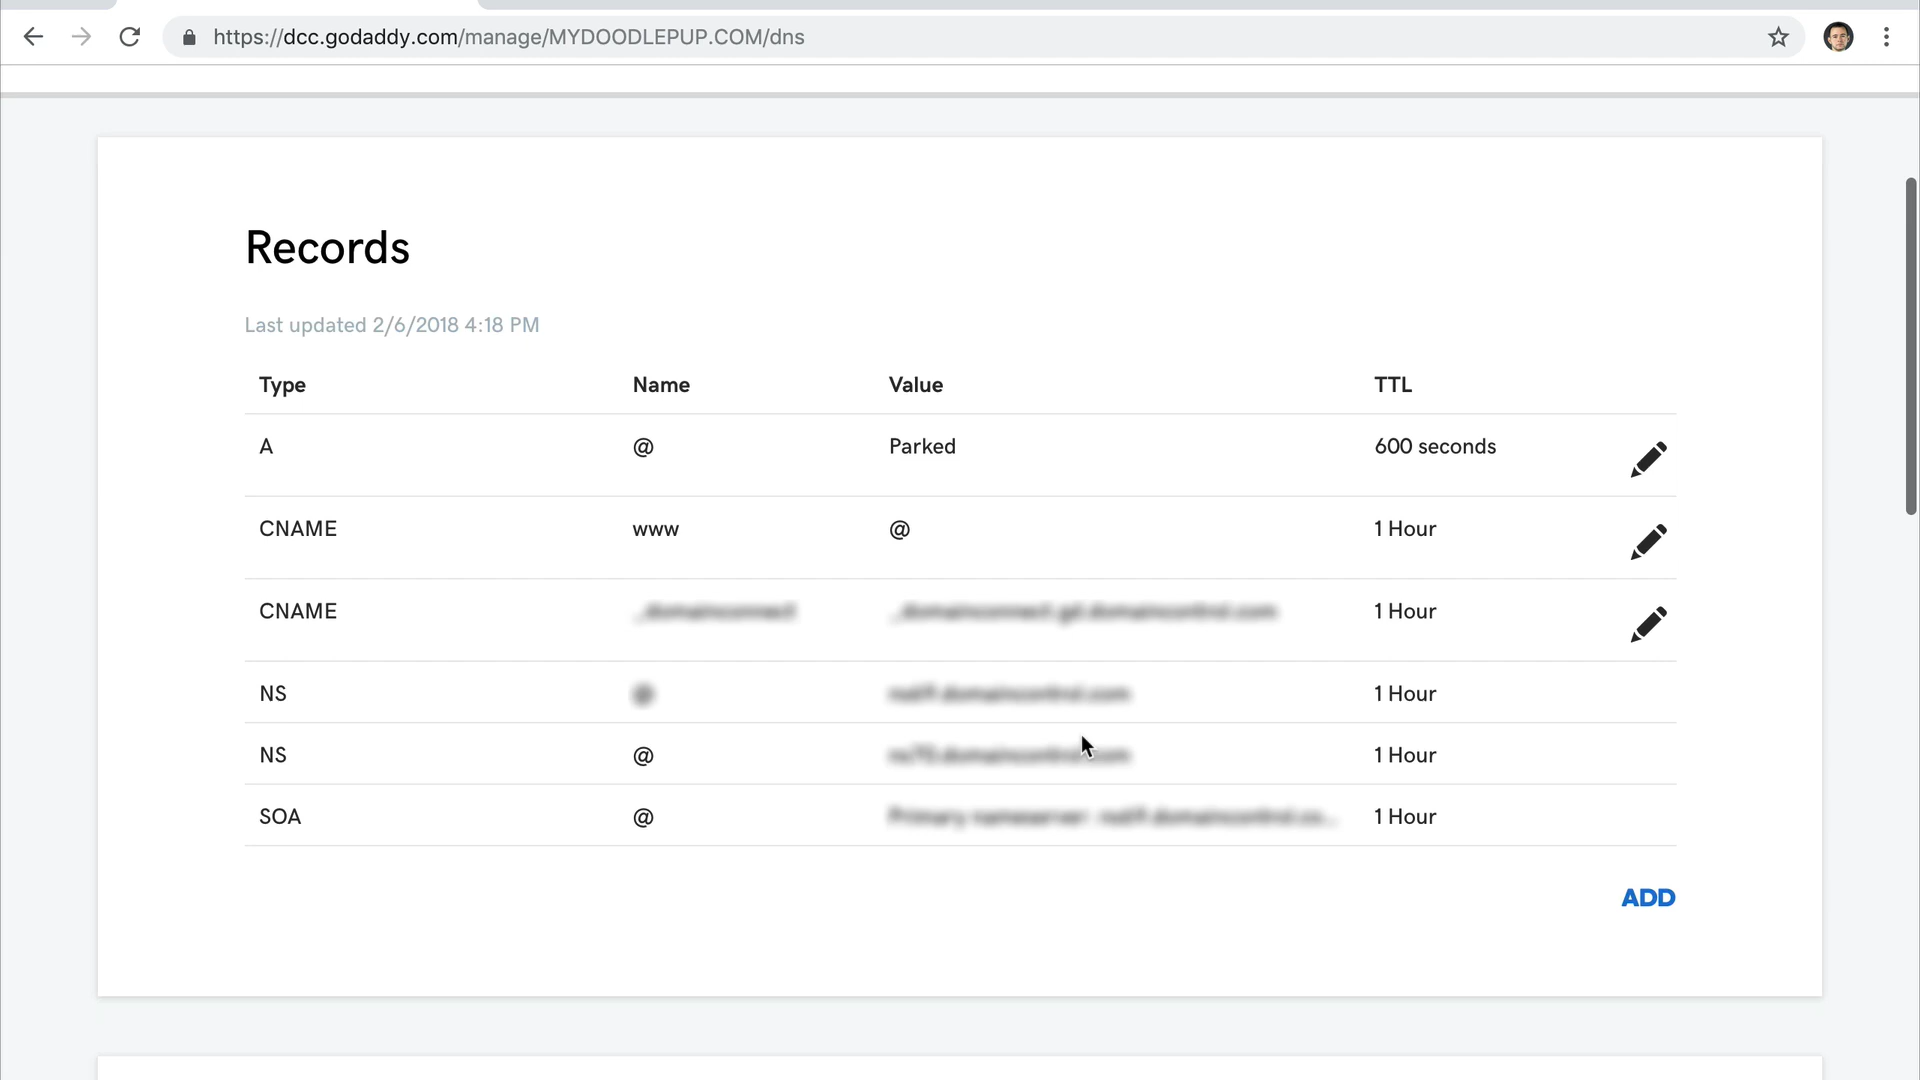 https://dcc.godaddy.com/manage/MYDOODLEPUP.COM/dns
Records
Last updated 2/6/2018 4:18 PM
Type Name Value TTL
A @ Parked 600 seconds
CNAME www @ 1 Hour
CNAME 1 Hour
NS 1 Hour
NS @ 1 Hour
SOA @ 1 Hour
ADD